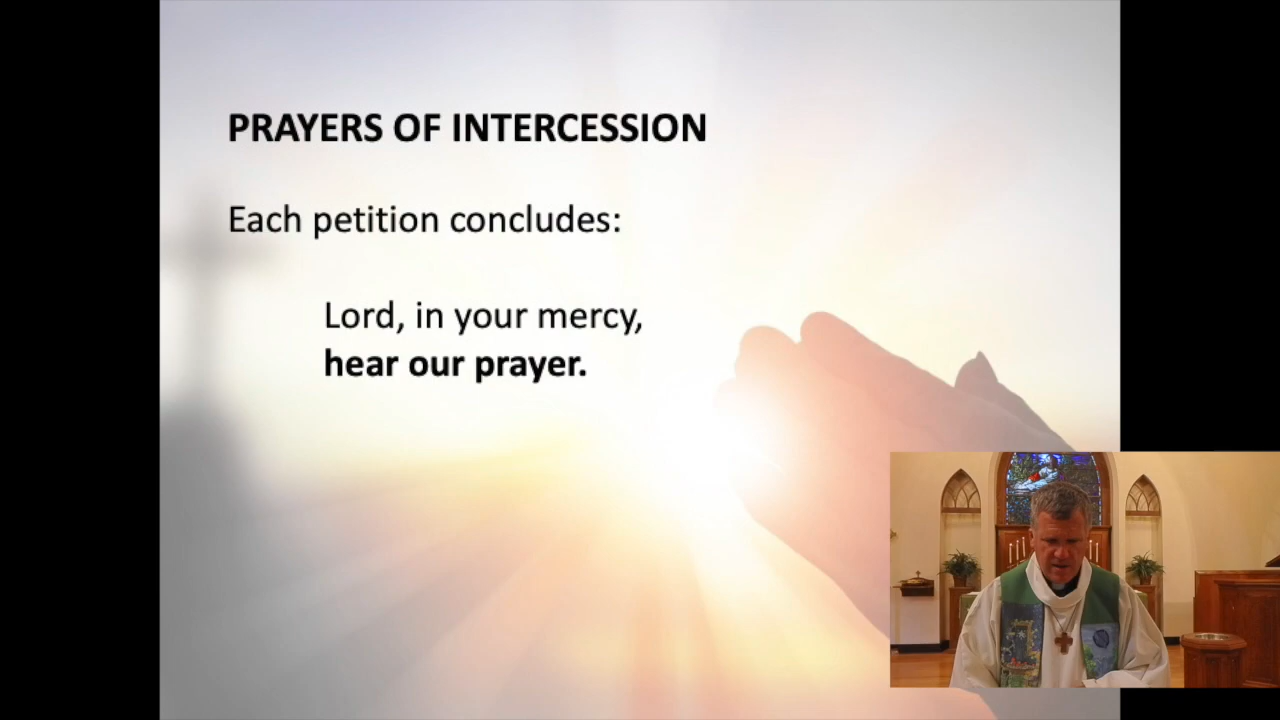 PRAYERS OF INTERCESSION
Each petition concludes:
Lord, in your mercy,
hear our prayer.